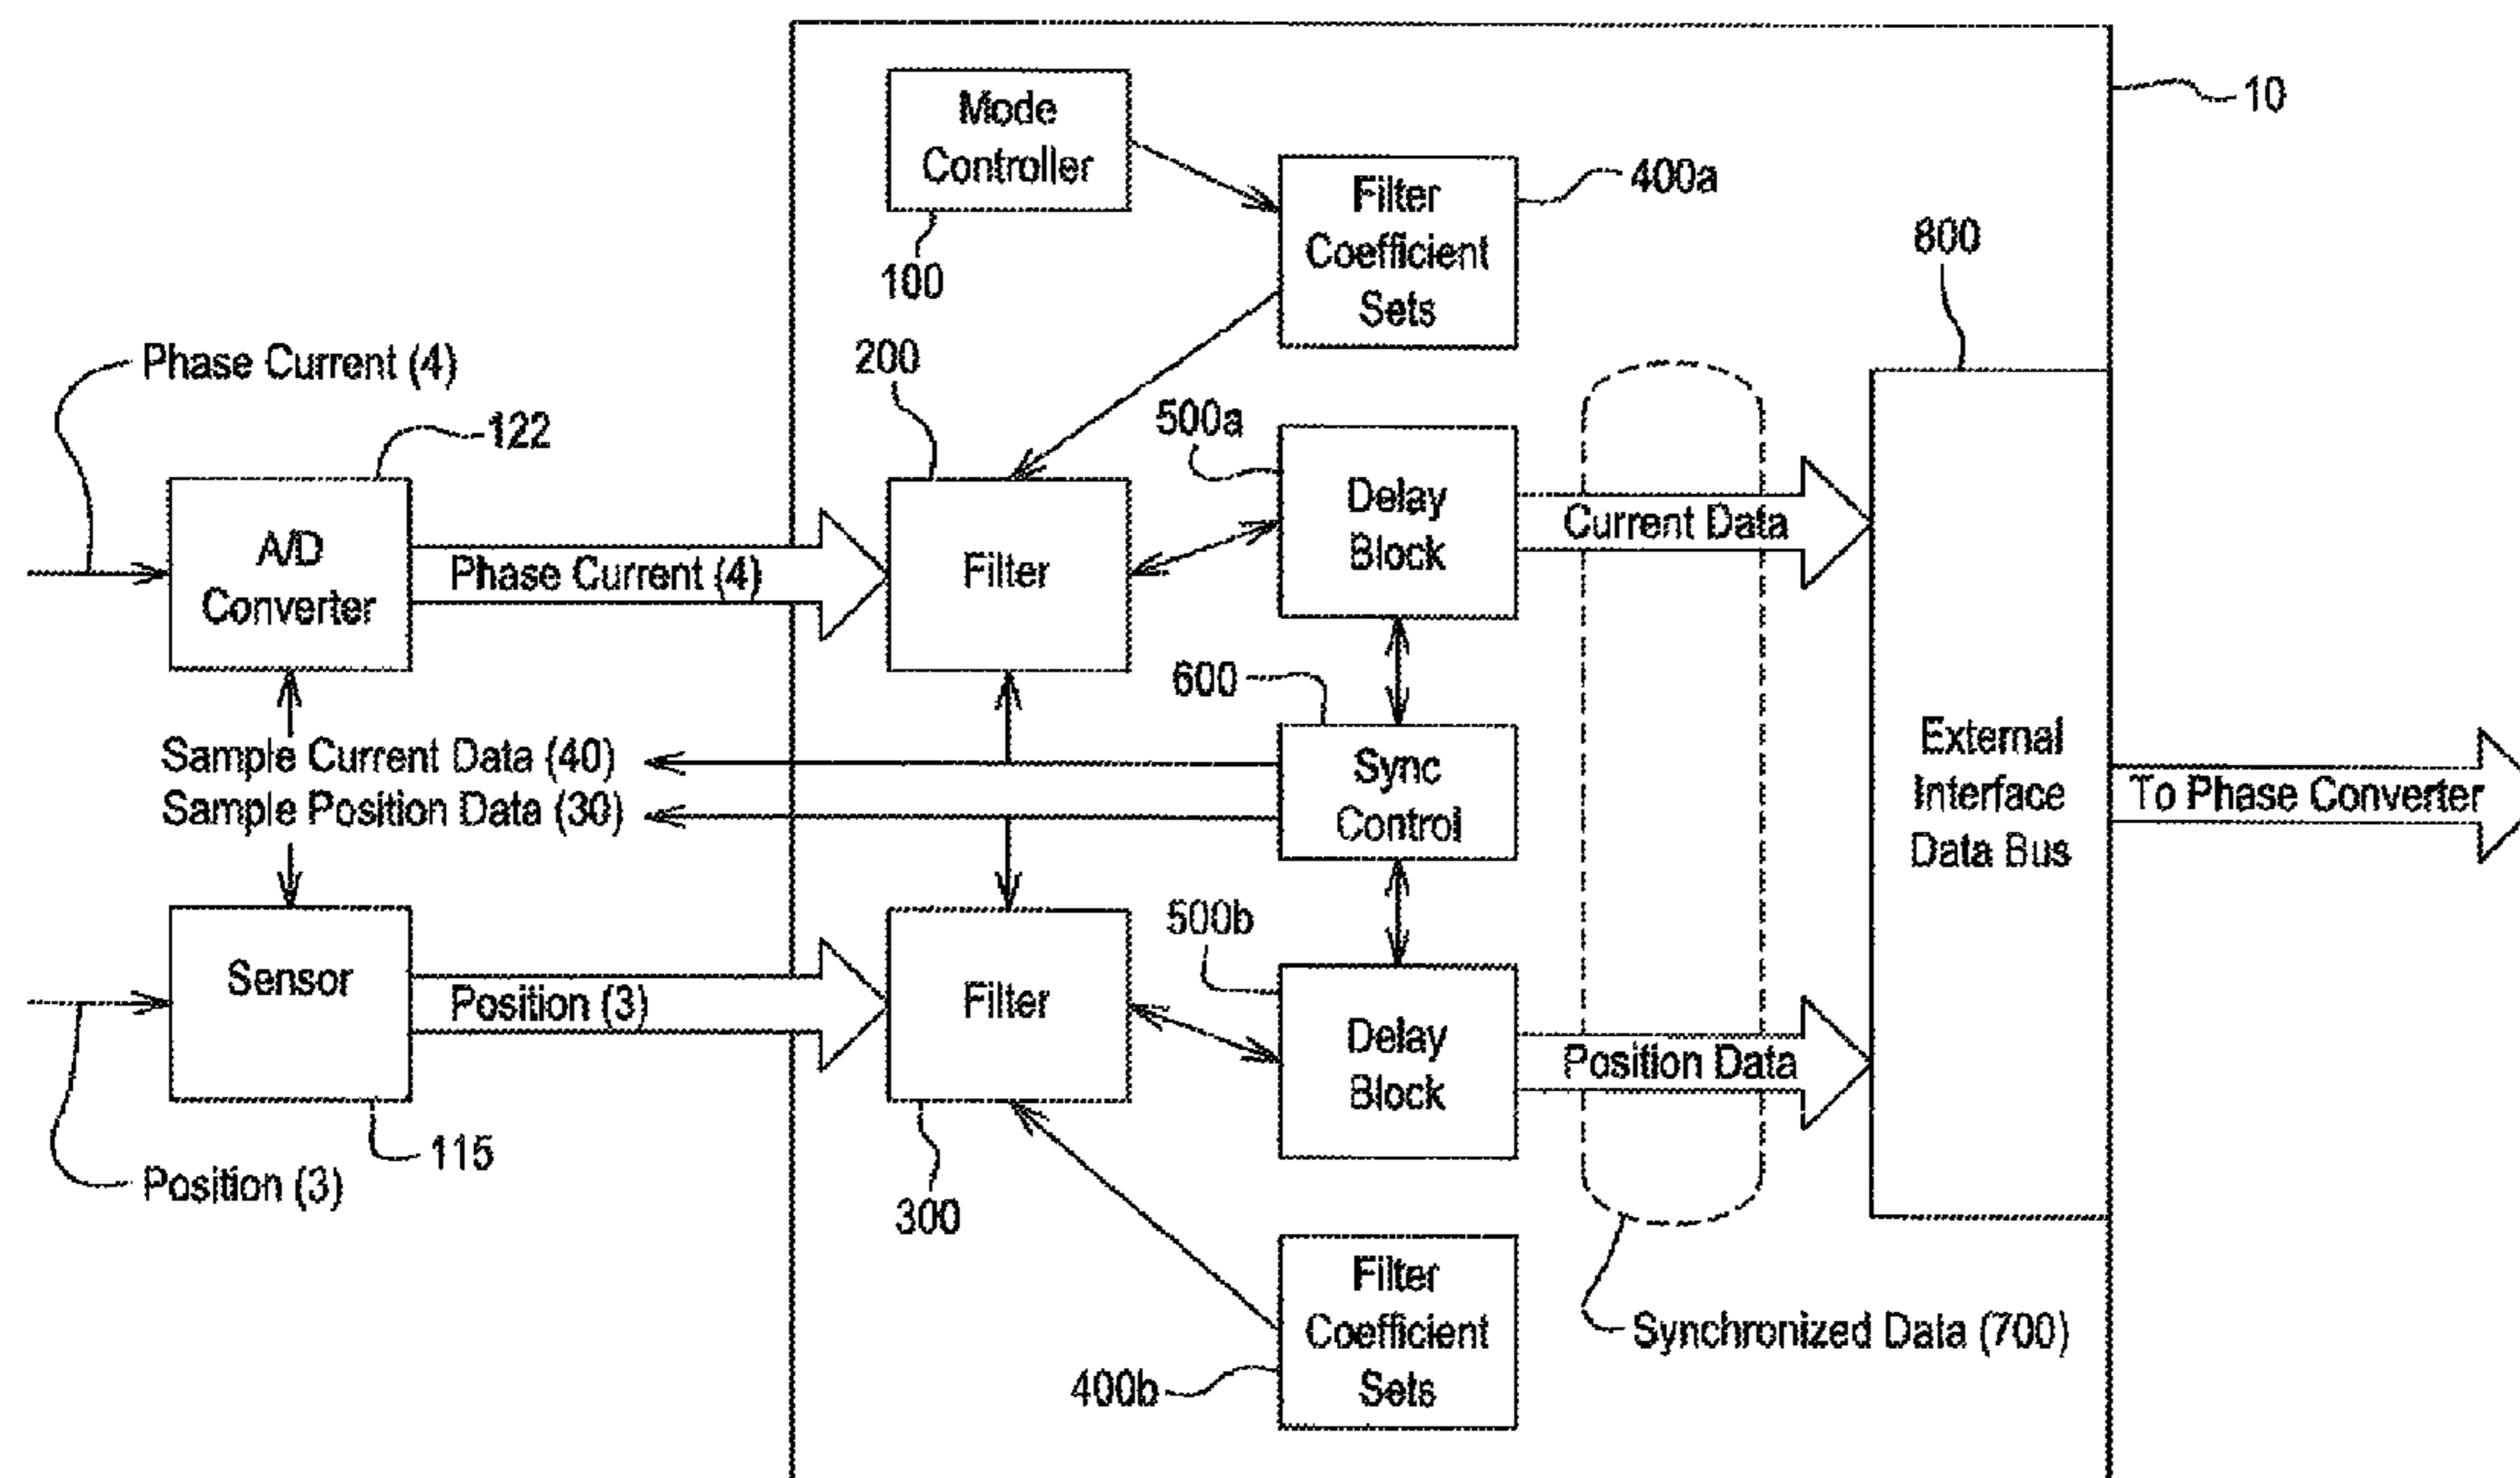 Mode
Controller
100
10
Filter
Coefficient
Sets
400a
800
Phase Current (4)
122
200
500a
A/D
Converter
Phase Current (4)
Filter
Delay
Block
Current Data
600
Sample Current Data (40)
Sample Position Data (30)
Sync
Control
External
Interface
Data Bus
To Phase Converter
500b
Sensor
Position (3)
Filter
Delay
Block
Position Data
115
Position (3)
300
Filter
Coefficient
Sets
400b
Synchronized Data (700)